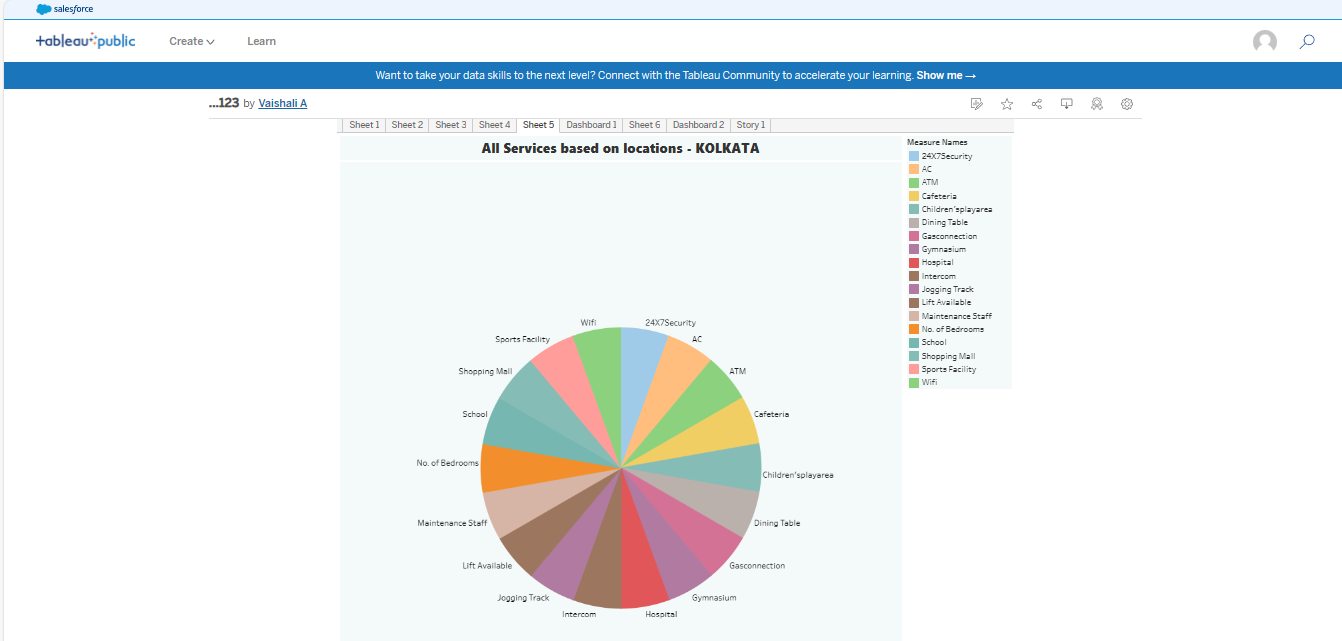 salesforce
+ableau public
Create Learn
Want to take your data skills to the next level? Connect with the Tableau Community to accelerate your learning. Show me →
...123 by Vaishali A
Sheet 1 Sheet 2 Sheet 3 Sheet 4 Sheet 5 Dashboard 1 Sheet 6 Dashboard 2 Story 1
All Services based on locations - KOLKATA
Measure Names
24X7Security
AC
ATM
Cafeteria
Children'splayarea
Dining Table
Gasconnection
Gymnasium
Hospital
Intercom
Jogging Track
Lift Available
Maintenance Staff
No. of Bedrooms
School
Shopping Mall
Sports Facility
Wifi
Wifi 24X7Security
Sports Facility AC
Shopping Mall ATM
School Cafeteria
No. of Bedrooms Children'splayarea
Maintenance Staff Dining Table
Lift Available Gasconnection
Jogging Track Gymnasium
Intercom Hospital